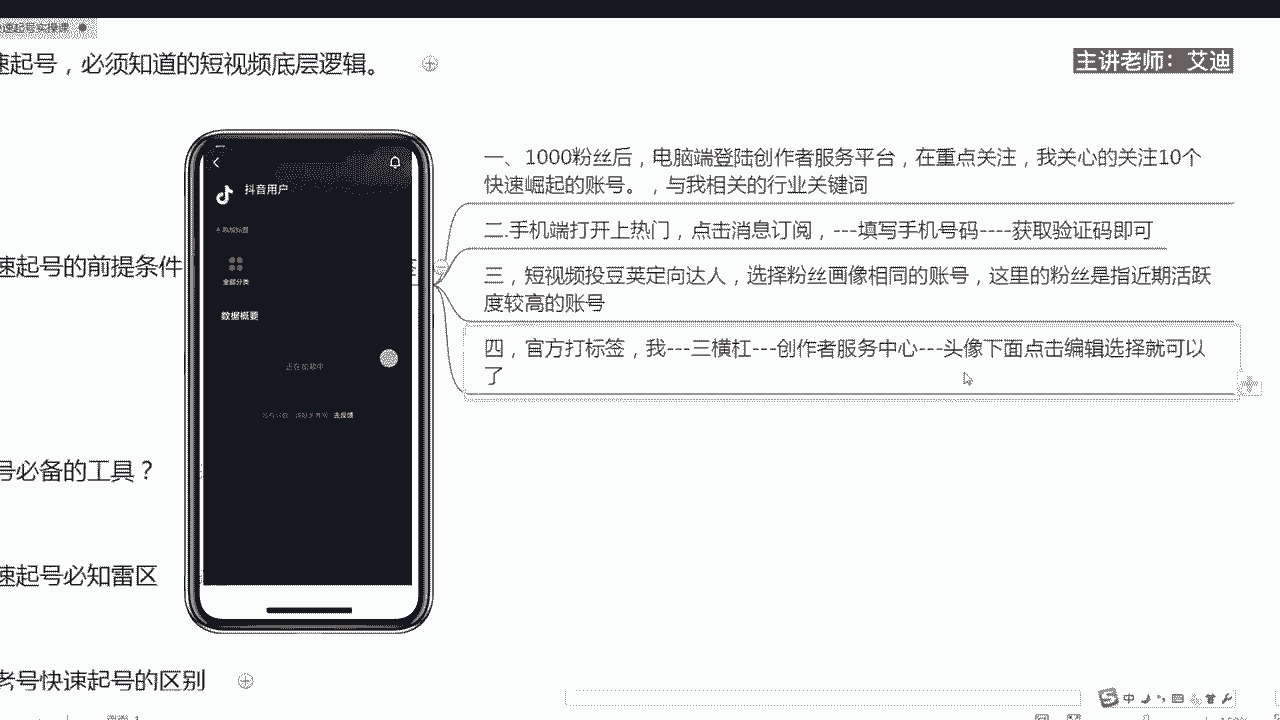 速起号实操课
速起号，必须知道的短视频底层逻辑。
主讲老师：艾迪
抖音用户
全部分类
数据概要
正在加载中
去反馈
一、1000粉丝后，电脑端登陆创作者服务平台，在重点关注，我关心的关注10个
快速崛起的账号。，与我相关的行业关键词
二.手机端打开上热门，点击消息订阅，---填写手机号码----获取验证码即可
速起号的前提条件
三，短视频投豆荚定向达人，选择粉丝画像相同的账号，这里的粉丝是指近期活跃
度较高的账号
四，官方打标签，我---三横杠---创作者服务中心---头像下面点击编辑选择就可以
了
号必备的工具？
速起号必知雷区
老号快速起号的区别
中